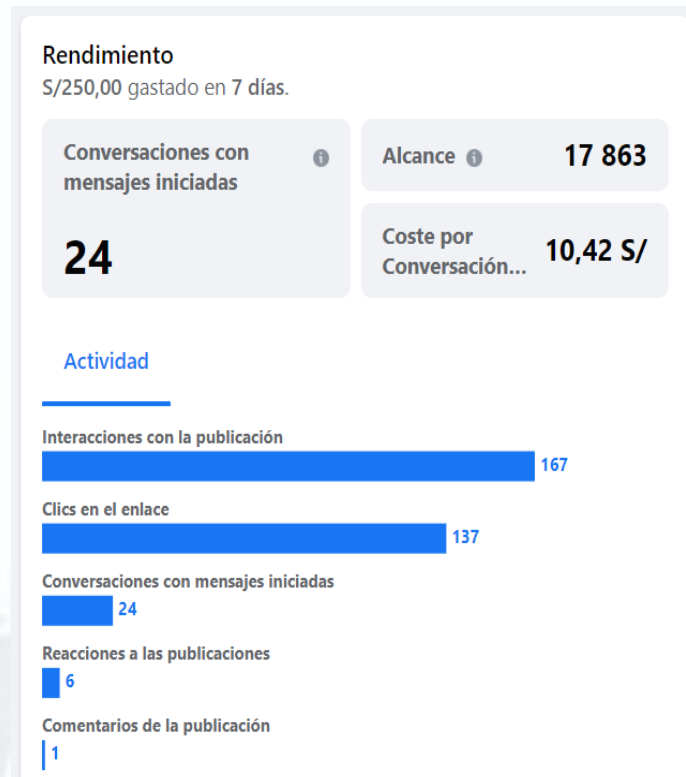 Rendimiento
S/250,00 gastado en 7 días.
Conversaciones con
mensajes iniciadas
24
Alcance
17 863
Coste por
Conversación...
10,42 S/
Actividad
Interacciones con la publicación
167
Clics en el enlace
137
Conversaciones con mensajes iniciadas
24
Reacciones a las publicaciones
6
Comentarios de la publicación
1